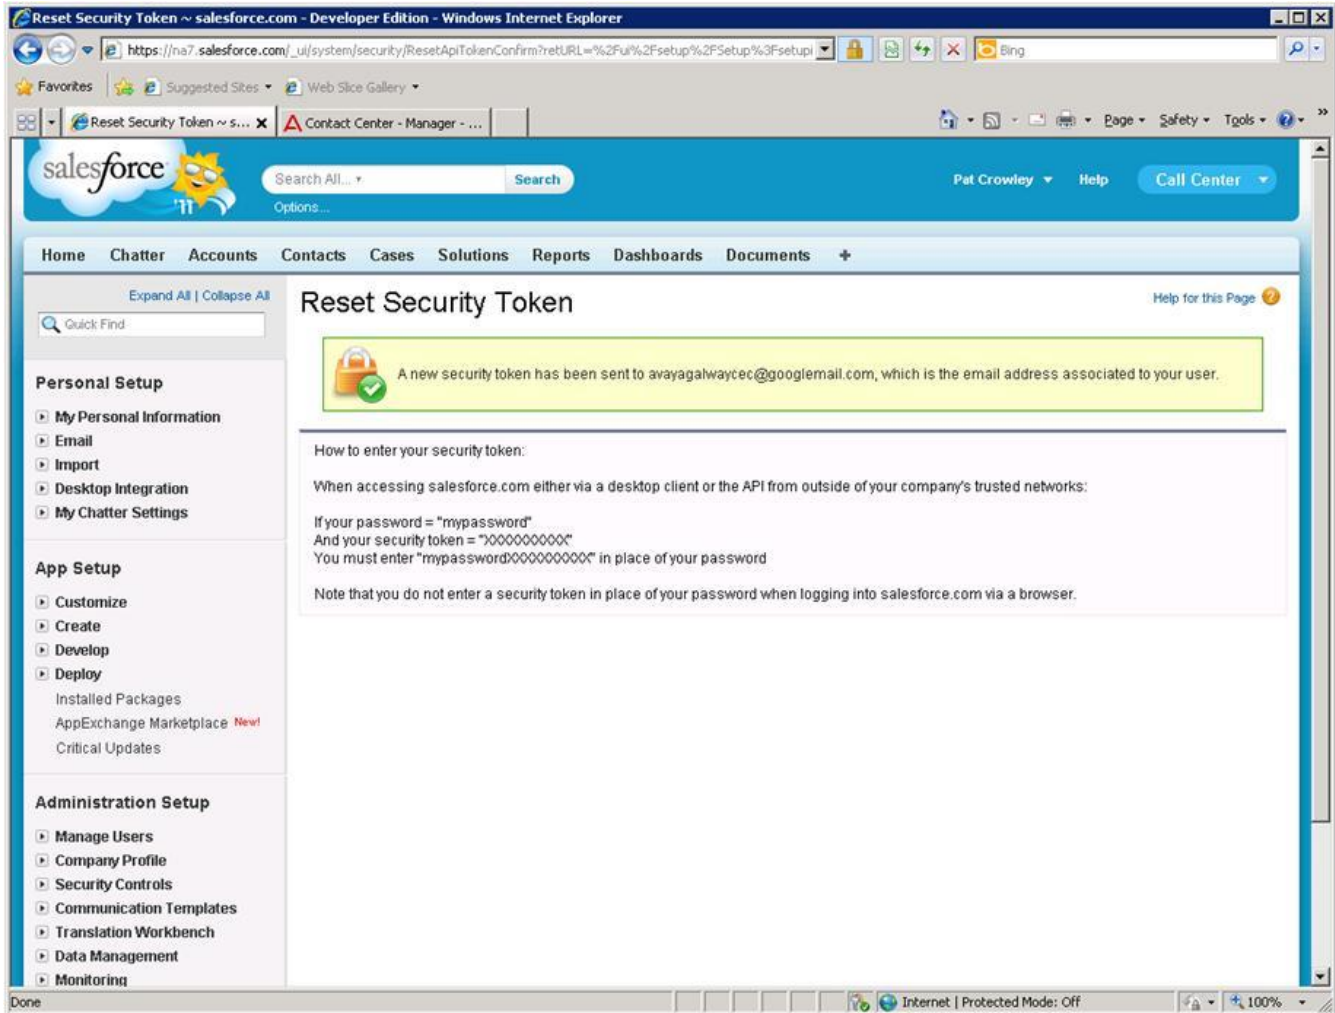 Reset Security Token ~ salesforce.com - Developer Edition - Windows Internet Explorer
https://na7.salesforce.com/_ui/system/security/ResetApiTokenConfirm?retURL=%2Fui%2Fsetup%2FSetup%3Fsetupi
Bing
Favorites Suggested Sites Web Slice Gallery
Reset Security Token ~ s... X Contact Center - Manager - ... Page Safety Tools »
salesforce '11
Search All... Search
Options...
Pat Crowley Help Call Center
Home Chatter Accounts Contacts Cases Solutions Reports Dashboards Documents +
Expand All | Collapse All
Quick Find
Reset Security Token
Help for this Page ?
A new security token has been sent to avayagalwaycec@googlemail.com, which is the email address associated to your user.
How to enter your security token:
When accessing salesforce.com either via a desktop client or the API from outside of your company's trusted networks:
If your password = "mypassword"
And your security token = "XXXXXXXXXX"
You must enter "mypasswordXXXXXXXXXX" in place of your password
Note that you do not enter a security token in place of your password when logging into salesforce.com via a browser.
Personal Setup
My Personal Information
Email
Import
Desktop Integration
My Chatter Settings
App Setup
Customize
Create
Develop
Deploy
Installed Packages
AppExchange Marketplace New!
Critical Updates
Administration Setup
Manage Users
Company Profile
Security Controls
Communication Templates
Translation Workbench
Data Management
Monitoring
Done Internet | Protected Mode: Off 100%